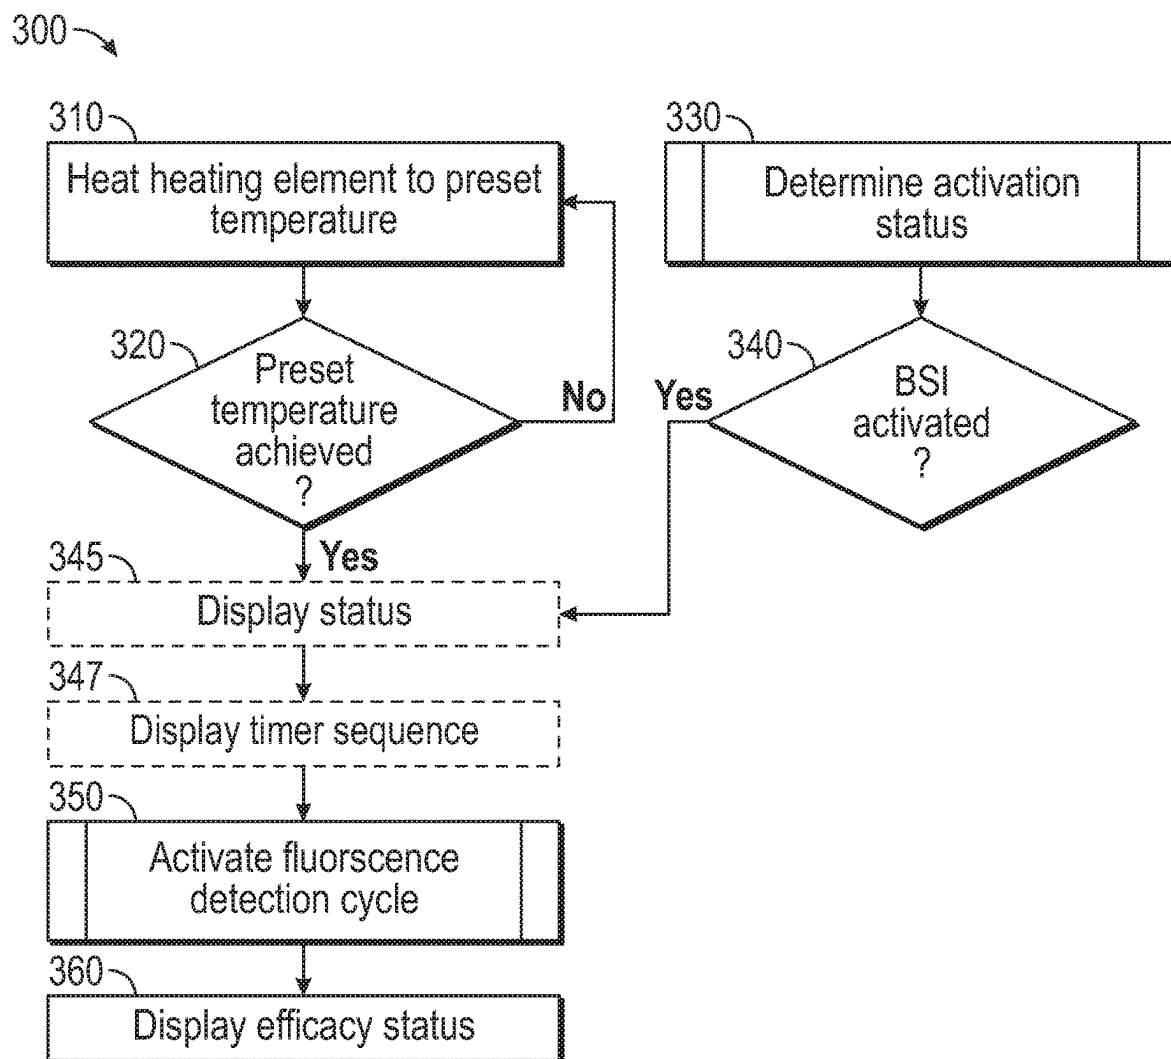 300
310
Heat heating element to preset
temperature
330
Determine activation
status
320
Preset
temperature
achieved
?
No
Yes
340
BSI
activated
?
Yes
345
Display status
347
Display timer sequence
350
Activate fluorscence
detection cycle
360
Display efficacy status